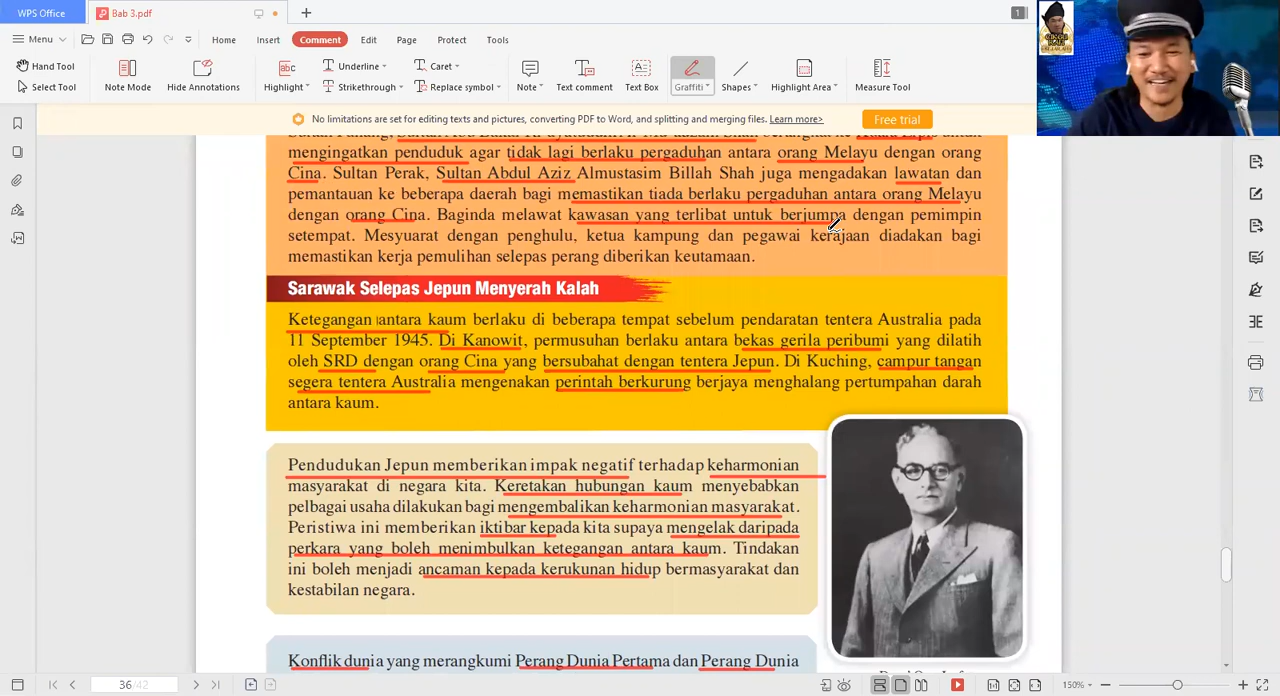 WPS Office
Bab 3.pdf
1
Menu
Home
Insert
Comment
Edit
Page
Protect
Tools
Hand Tool
Select Tool
Note Mode
Hide Annotations
Highlight
Underline
Strikethrough
Caret
Replace symbol
Note
Text comment
Text Box
Graffiti
Shapes
Highlight Area
Measure Tool
No limitations are set for editing texts and pictures, converting PDF to Word, and splitting and merging files. Learn more>
Free trial
mengingatkan penduduk agar tidak lagi berlaku pergaduhan antara orang Melayu dengan orang
Cina. Sultan Perak, Sultan Abdul Aziz Almustasim Billah Shah juga mengadakan lawatan dan
pemantauan ke beberapa daerah bagi memastikan tiada berlaku pergaduhan antara orang Melayu
dengan orang Cina. Baginda melawat kawasan yang terlibat untuk berjumpa dengan pemimpin
setempat. Mesyuarat dengan penghulu, ketua kampung dan pegawai kerajaan diadakan bagi
memastikan kerja pemulihan selepas perang diberikan keutamaan.
Sarawak Selepas Jepun Menyerah Kalah
Ketegangan antara kaum berlaku di beberapa tempat sebelum pendaratan tentera Australia pada
11 September 1945. Di Kanowit, permusuhan berlaku antara bekas gerila peribumi yang dilatih
oleh SRD dengan orang Cina yang bersubahat dengan tentera Jepun. Di Kuching, campur tangan
segera tentera Australia mengenakan perintah berkurung berjaya menghalang pertumpahan darah
antara kaum.
Pendudukan Jepun memberikan impak negatif terhadap keharmonian
masyarakat di negara kita. Keretakan hubungan kaum menyebabkan
pelbagai usaha dilakukan bagi mengembalikan keharmonian masyarakat.
Peristiwa ini memberikan iktibar kepada kita supaya mengelak daripada
perkara yang boleh menimbulkan ketegangan antara kaum. Tindakan
ini boleh menjadi ancaman kepada kerukunan hidup bermasyarakat dan
kestabilan negara.
Konflik dunia yang merangkumi Perang Dunia Pertama dan Perang Dunia
36/42
150%